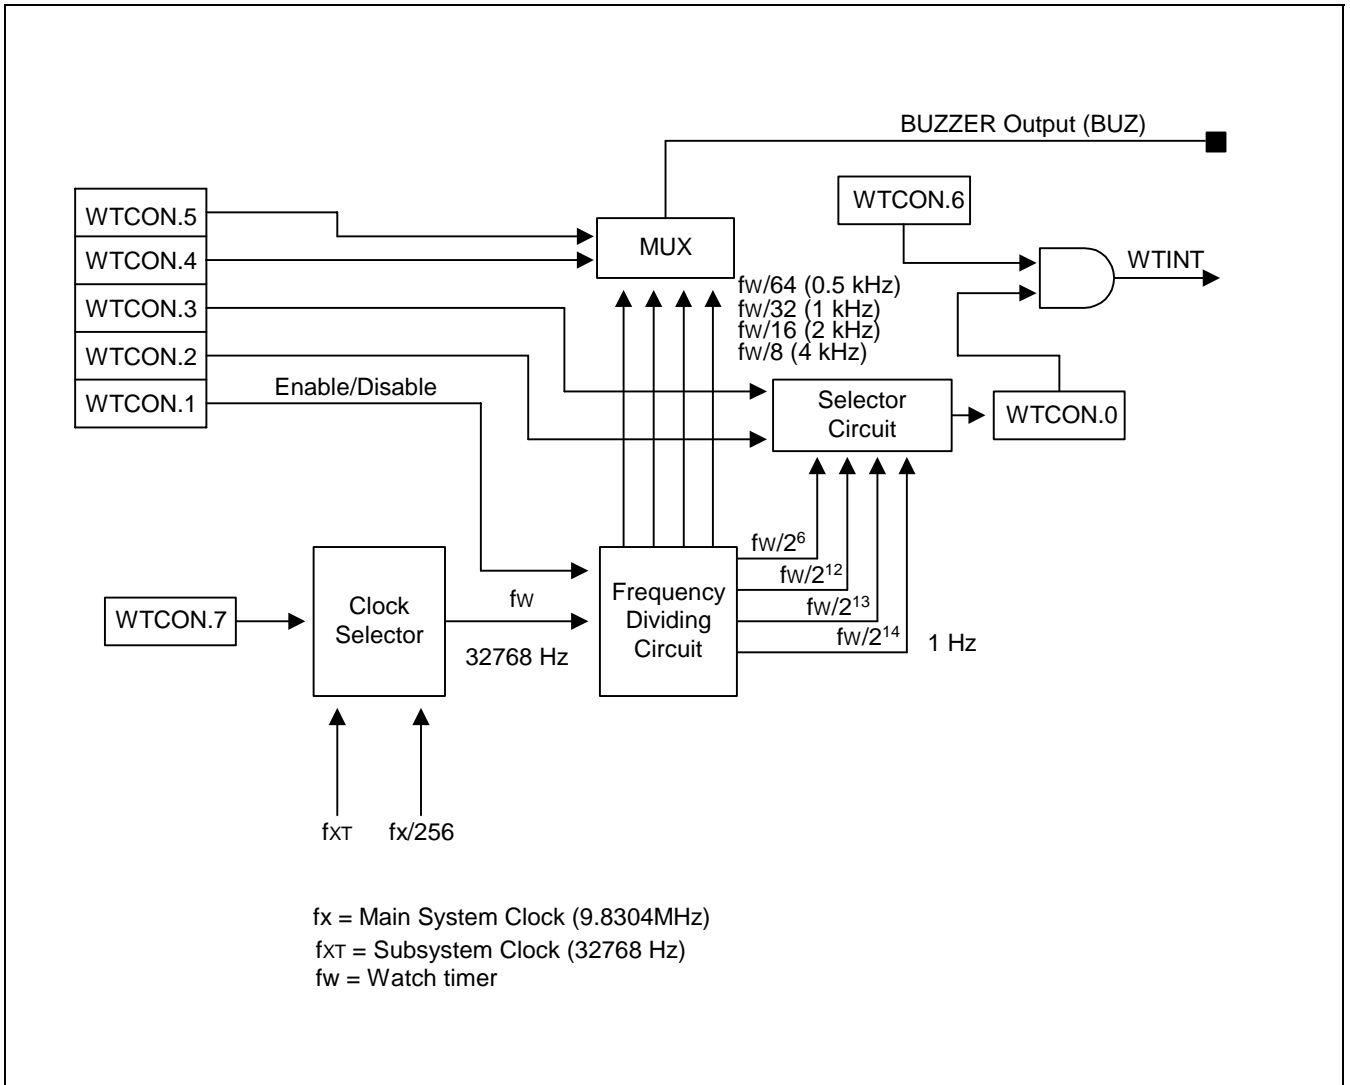 BUZZER Output (BUZ)
WTCON.5
WTCON.4
WTCON.3
WTCON.2
WTCON.1
MUX
WTCON.6
WTINT
fW/64 (0.5 kHz)
fW/32 (1 kHz)
fW/16 (2 kHz)
fW/8 (4 kHz)
Enable/Disable
Selector
Circuit
WTCON.0
WTCON.7
Clock
Selector
fW
32768 Hz
Frequency
Dividing
Circuit
fW/2⁶
fW/2¹²
fW/2¹³
fW/2¹⁴
1 Hz
fXT
fx/256
fx = Main System Clock (9.8304MHz)
fXT = Subsystem Clock (32768 Hz)
fw = Watch timer